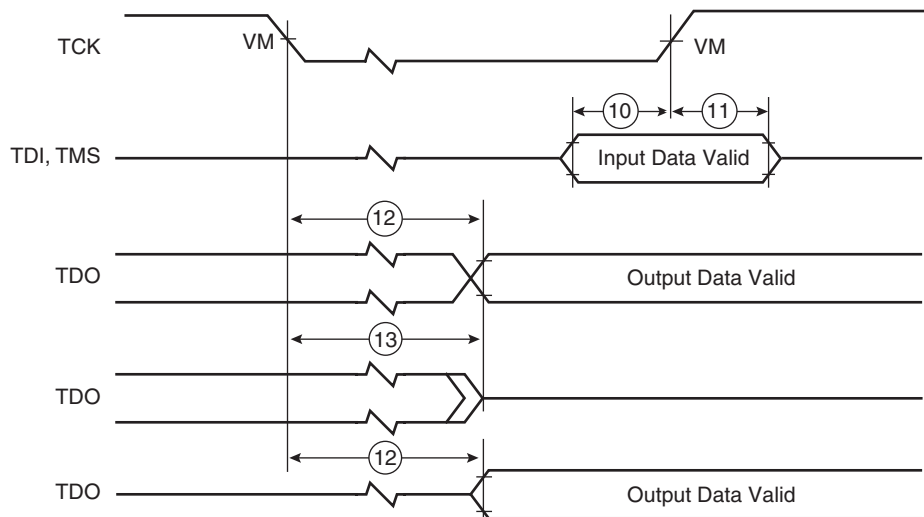 TCK
VM
VM
10
11
TDI, TMS
Input Data Valid
12
TDO
Output Data Valid
13
TDO
12
TDO
Output Data Valid